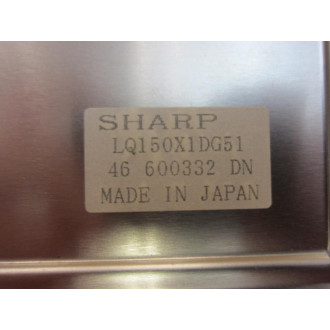 SHARP
LQ150X1DG51
46 600332 DN
MADE IN JAPAN